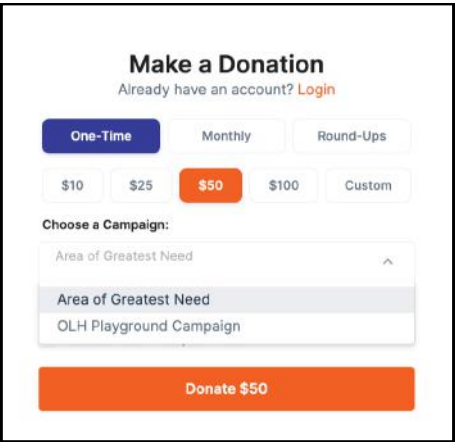 Make a Donation
Already have an account? Login
One-Time Monthly Round-Ups
$10 $25 $50 $100 Custom
Choose a Campaign:
Area of Greatest Need
Area of Greatest Need
OLH Playground Campaign
Donate $50